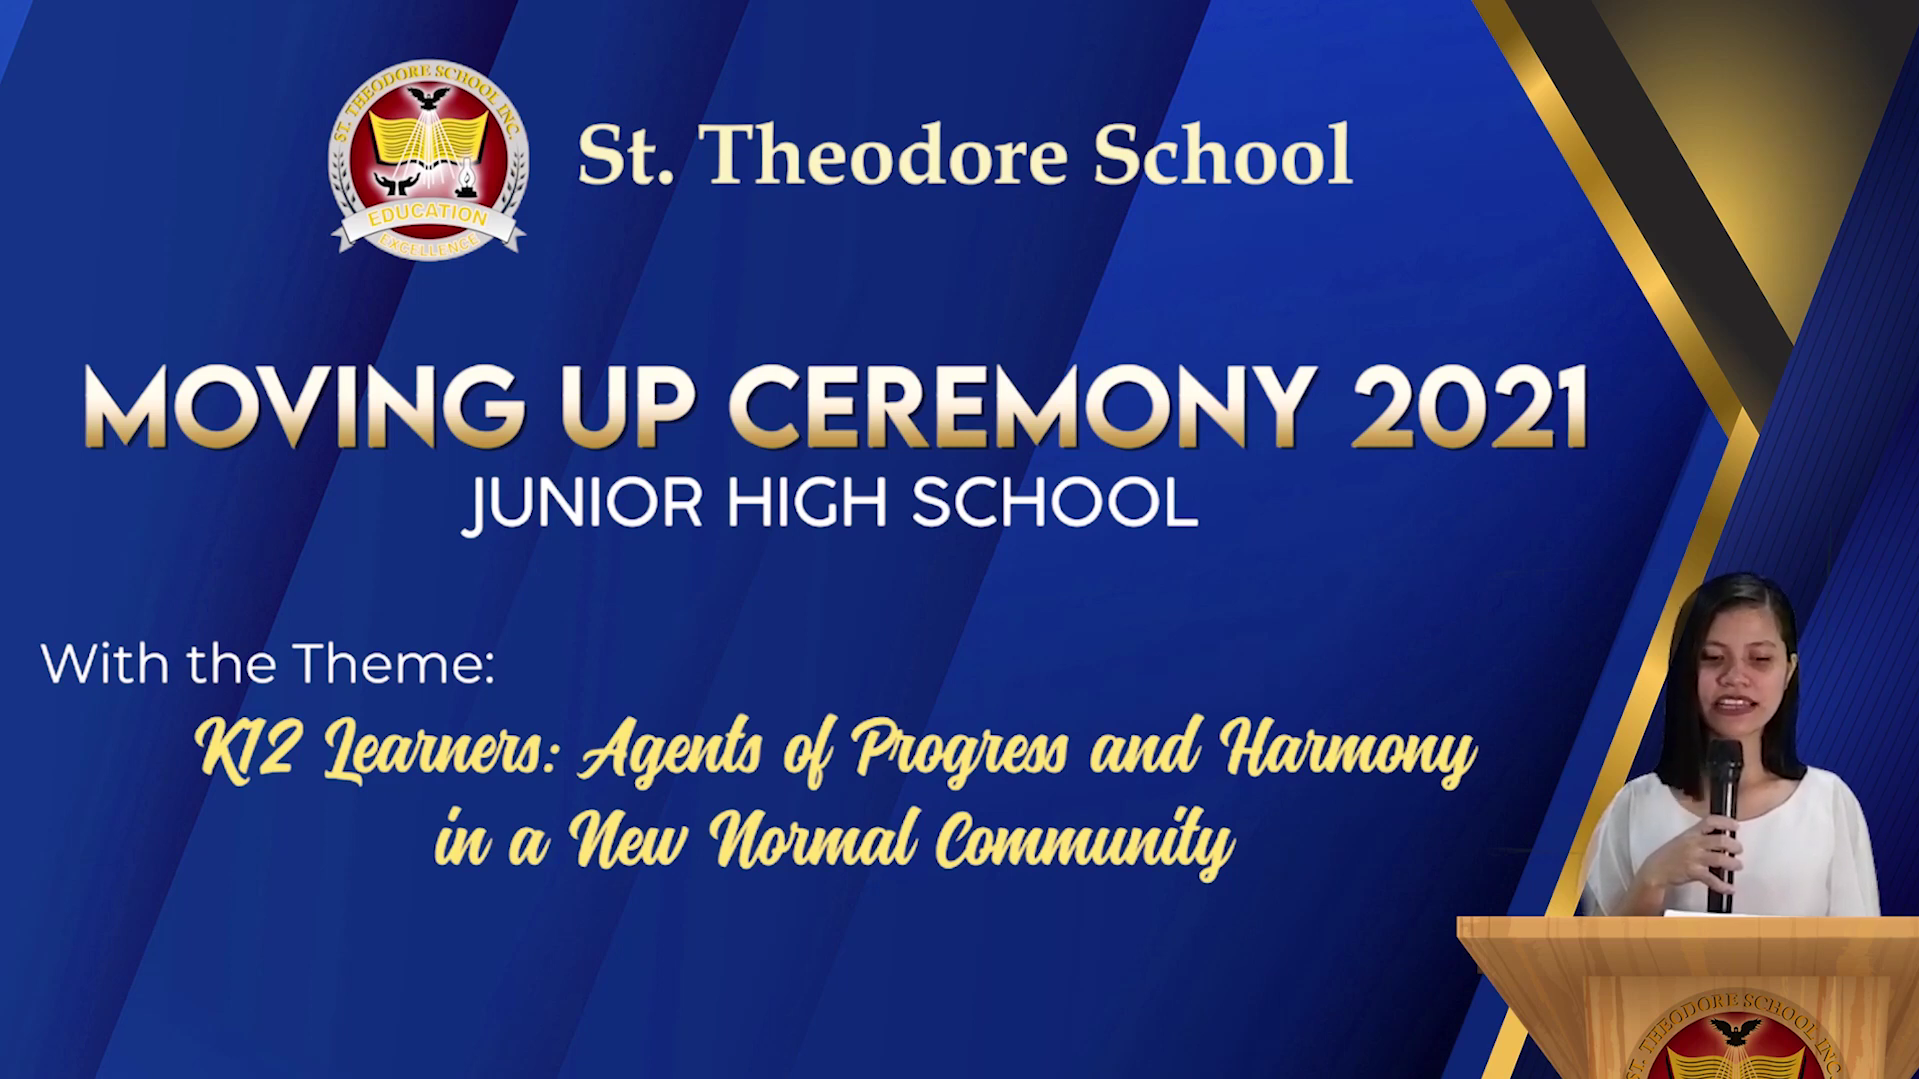 ST. THEODORE SCHOOL INC.
EDUCATION
EXCELLENCE
St. Theodore School
MOVING UP CEREMONY 2021
JUNIOR HIGH SCHOOL
With the Theme:
K12 Learners: Agents of Progress and Harmony
in a New Normal Community
ST. THEODORE SCHOOL INC.